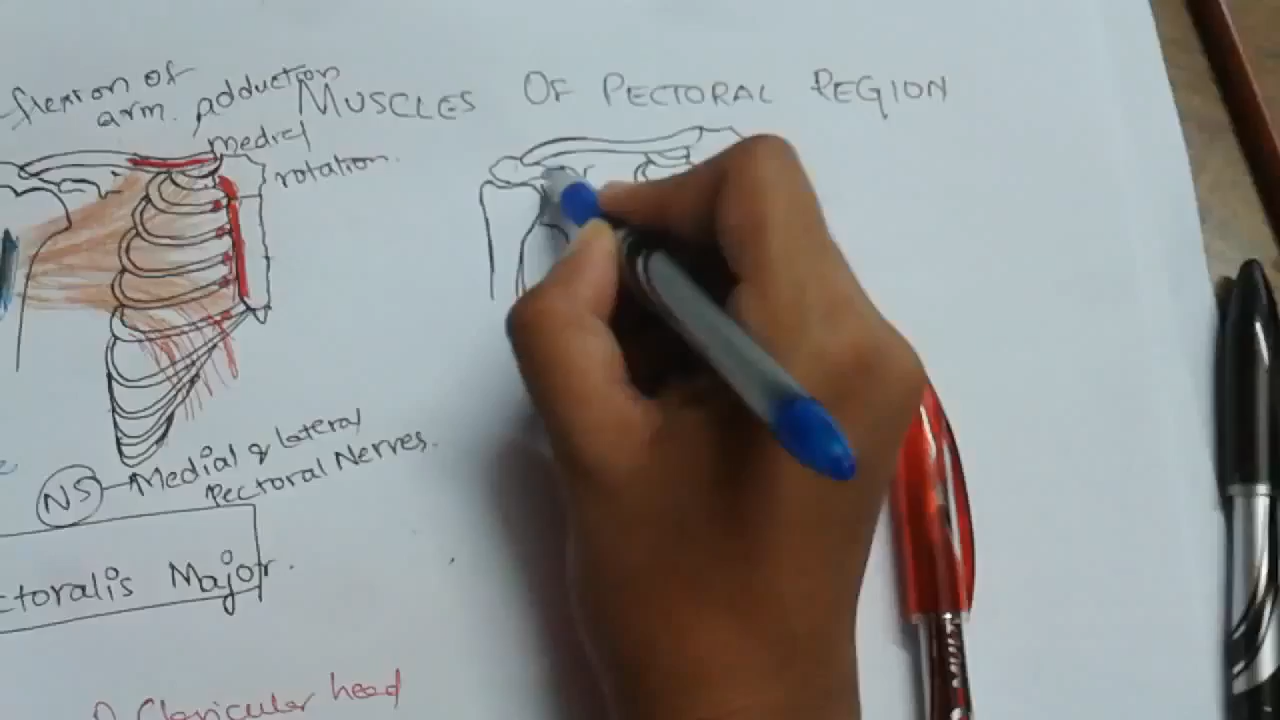 flexion of
arm. adduction
medial
rotation.
MUSCLES OF PECTORAL REGION
NS - Medial & lateral
Pectoral Nerves.
ctoralis Major.
1) Clavicular head